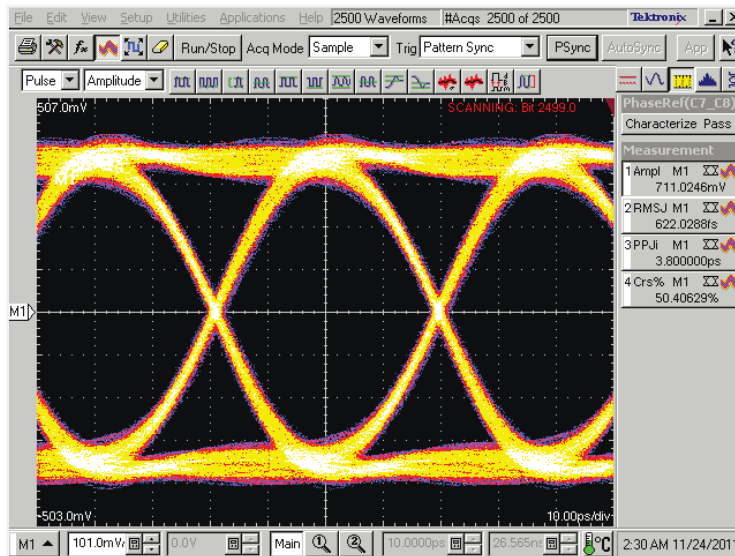 File Edit View Setup Utilities Applications Help 2500 Waveforms #Acqs 2500 of 2500 Tektronix
Run/Stop Acq Mode Sample Trig Pattern Sync PSync AutoSync App
Pulse Amplitude
507.0mV SCANNING: Bit 2499.0
PhaseRef(C7_C8)
Characterize Pass
Measurement
1 Ampl M1
711.0246mV
2 RMSJ M1
622.0288fs
3 PPJi M1
3.800000ps
4 Crs% M1
50.40629%
M1
-503.0mV 10.00ps/div
M1 101.0mV 0.0V Main 1 2 10.0000ps 26.565n °C 2:30 AM 11/24/2011